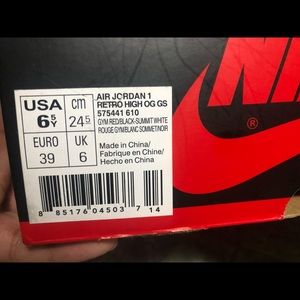 USA
6.5Y
cm
24.5
EURO
39
UK
6
AIR JORDAN 1
RETRO HIGH OG GS
575441 610
GYM RED/BLACK-SUMMIT WHITE
ROUGE GYM/BLANC SOMMET/NOIR
Made in China/
Fabrique en Chine/
Hecho en China
8 85176 04503 7 14
®